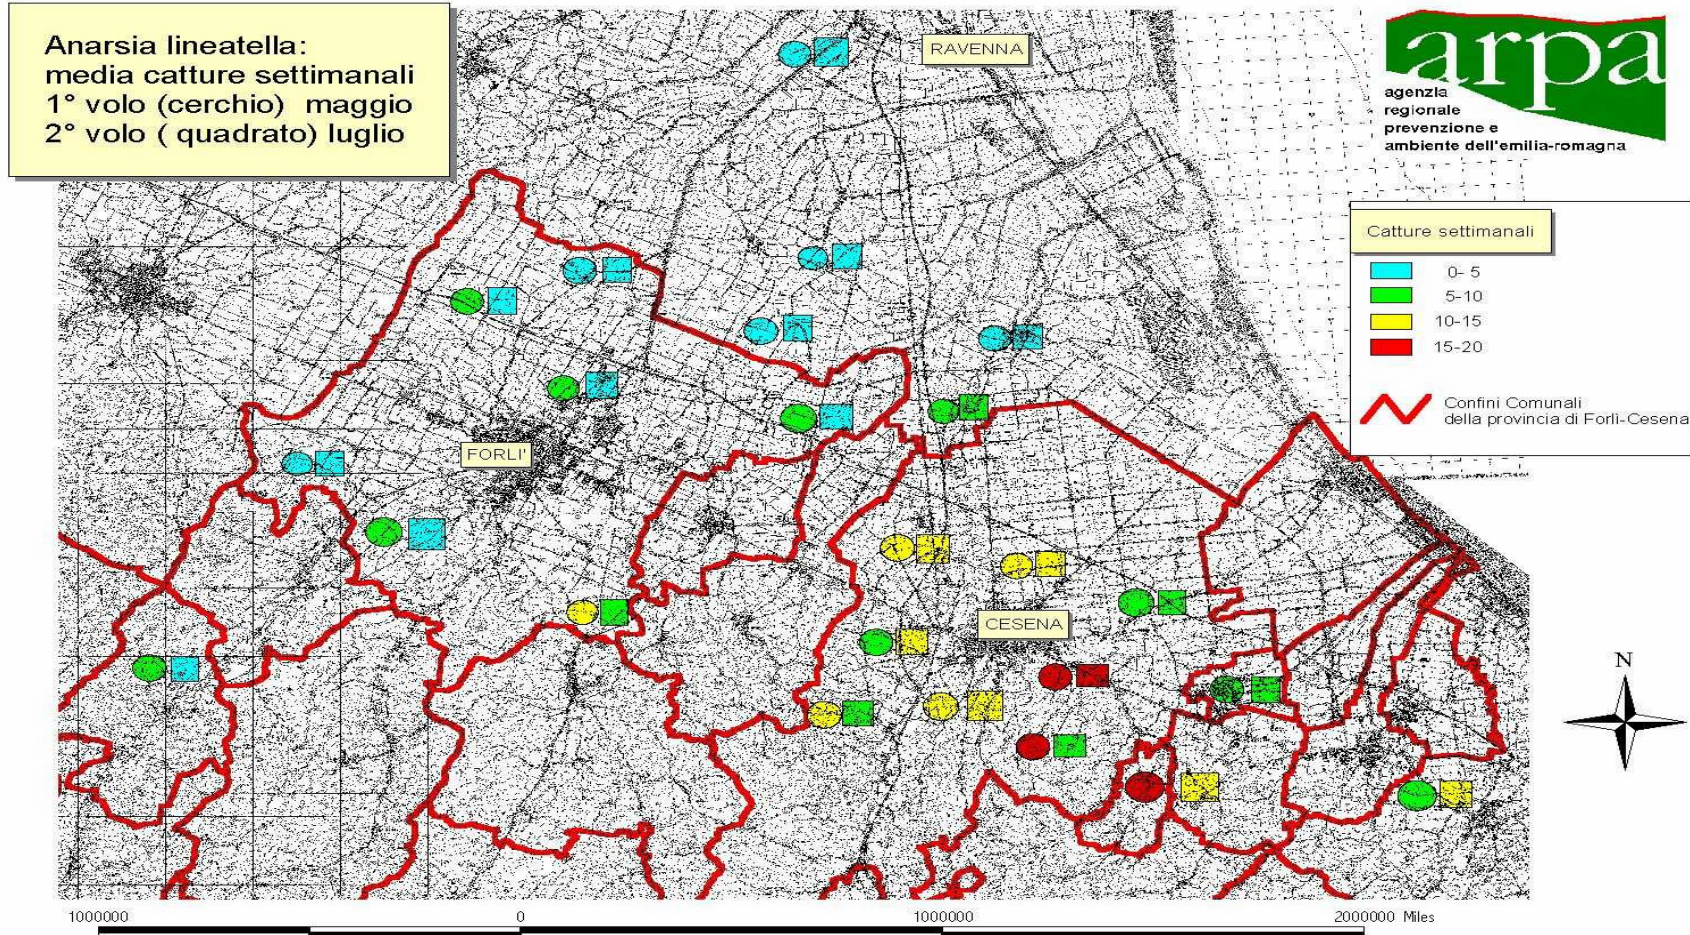 Anarsia lineatella:
media catture settimanali
1° volo (cerchio) maggio
2° volo ( quadrato) luglio
RAVENNA
arpa
agenzia
regionale
prevenzione e
ambiente dell'emilia-romagna
Catture settimanali
0- 5
5-10
10-15
15-20
Confini Comunali
della provincia di Forlì-Cesena
FORLI'
CESENA
N
1000000 0 1000000 2000000 Miles